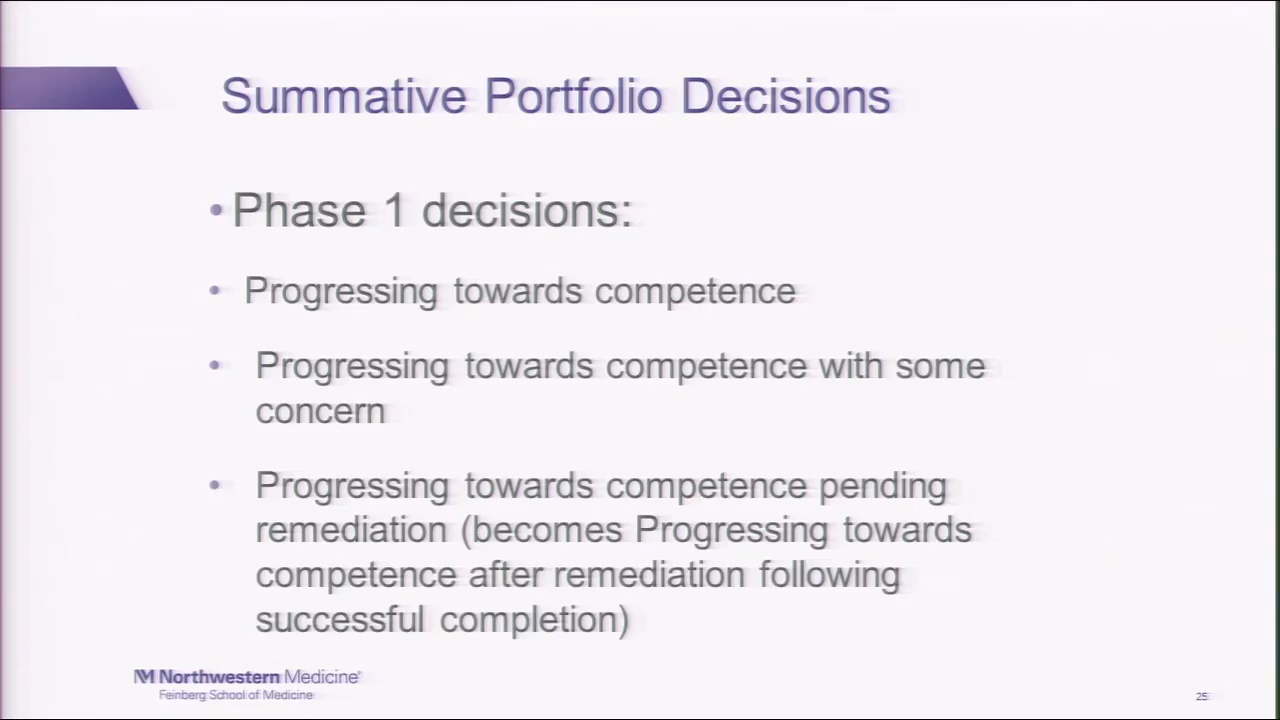 Summative Portfolio Decisions
• Phase 1 decisions:
• Progressing towards competence
• Progressing towards competence with some
concern
• Progressing towards competence pending
remediation (becomes Progressing towards
competence after remediation following
successful completion)
NM Northwestern Medicine®
Feinberg School of Medicine
25